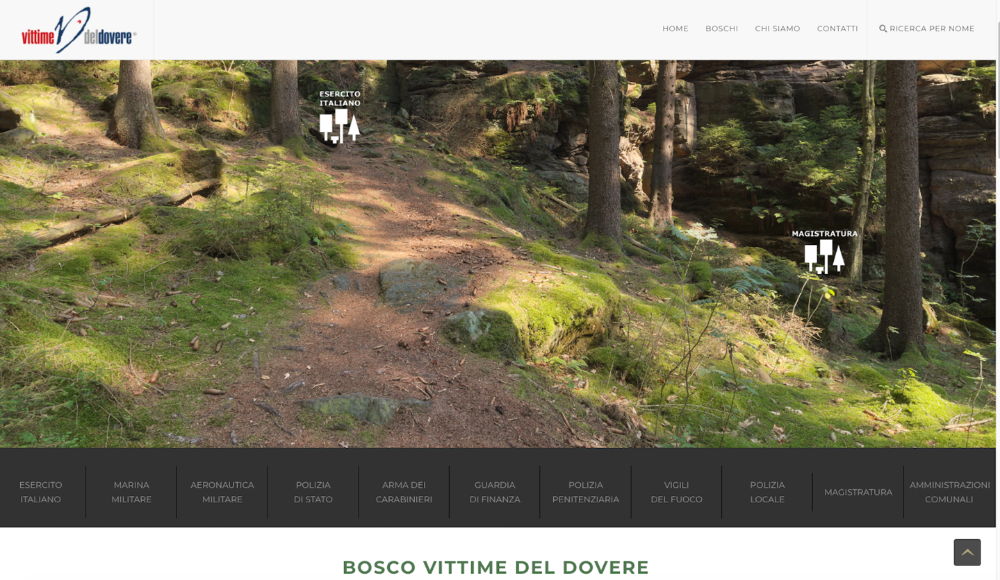 vittime deldovere
HOME BOSCHI CHI SIAMO CONTATTI RICERCA PER NOME
ESERCITO
ITALIANO
MAGISTRATURA
ESERCITO
ITALIANO
MARINA
MILITARE
AERONAUTICA
MILITARE
POLIZIA
DI STATO
ARMA DEI
CARABINIERI
GUARDIA
DI FINANZA
POLIZIA
PENITENZIARIA
VIGILI
DEL FUOCO
POLIZIA
LOCALE
MAGISTRATURA
AMMINISTRAZIONI
COMUNALI
BOSCO VITTIME DEL DOVERE